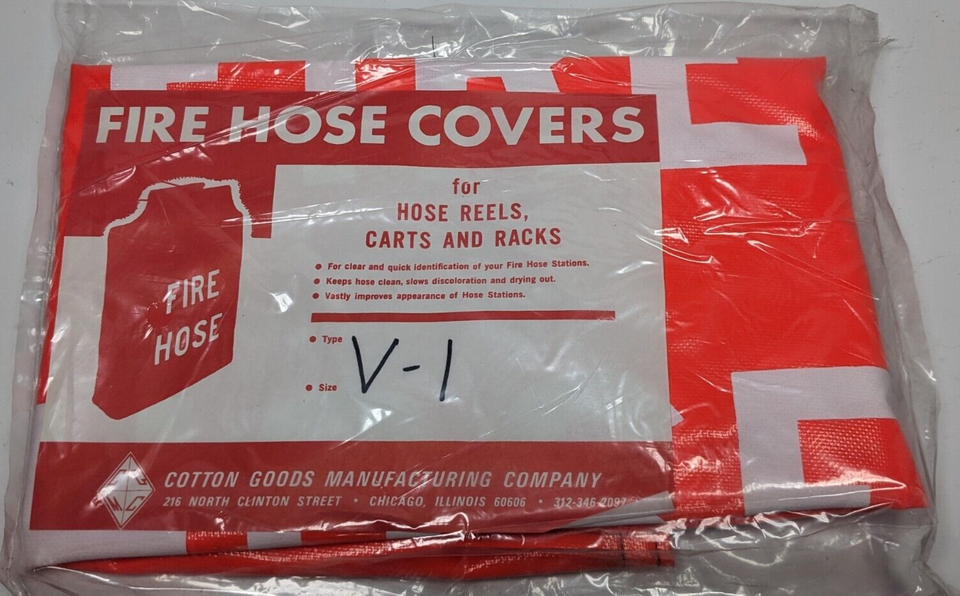 FIRE HOSE COVERS
for
HOSE REELS,
CARTS AND RACKS
• For clear and quick identification of your Fire Hose Stations.
• Keeps hose clean, slows discoloration and drying out.
• Vastly improves appearance of Hose Stations.
FIRE
HOSE
• Type
V-1
• Size
COTTON GOODS MANUFACTURING COMPANY
216 NORTH CLINTON STREET • CHICAGO, ILLINOIS 60606 • 312-346-2097